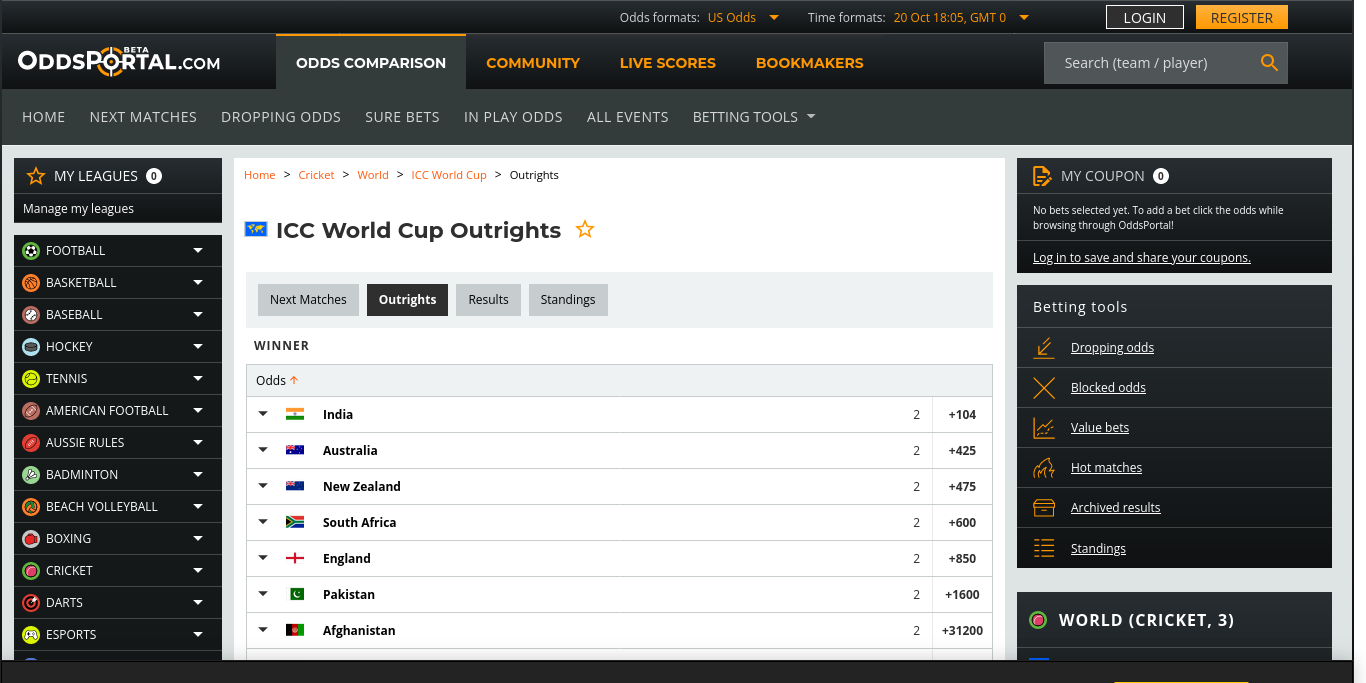 Odds formats: US Odds Time formats: 20 Oct 18:05, GMT 0 LOGIN REGISTER
ODDSPORTAL.COM BETA ODDS COMPARISON COMMUNITY LIVE SCORES BOOKMAKERS Search (team / player)
HOME NEXT MATCHES DROPPING ODDS SURE BETS IN PLAY ODDS ALL EVENTS BETTING TOOLS
MY LEAGUES 0
Manage my leagues
FOOTBALL
BASKETBALL
BASEBALL
HOCKEY
TENNIS
AMERICAN FOOTBALL
AUSSIE RULES
BADMINTON
BEACH VOLLEYBALL
BOXING
CRICKET
DARTS
ESPORTS
Home > Cricket > World > ICC World Cup > Outrights
ICC World Cup Outrights
Next Matches Outrights Results Standings
WINNER
Odds
India 2 +104
Australia 2 +425
New Zealand 2 +475
South Africa 2 +600
England 2 +850
Pakistan 2 +1600
Afghanistan 2 +31200
MY COUPON 0
No bets selected yet. To add a bet click the odds while
browsing through OddsPortal!
Log in to save and share your coupons.
Betting tools
Dropping odds
Blocked odds
Value bets
Hot matches
Archived results
Standings
WORLD (CRICKET, 3)